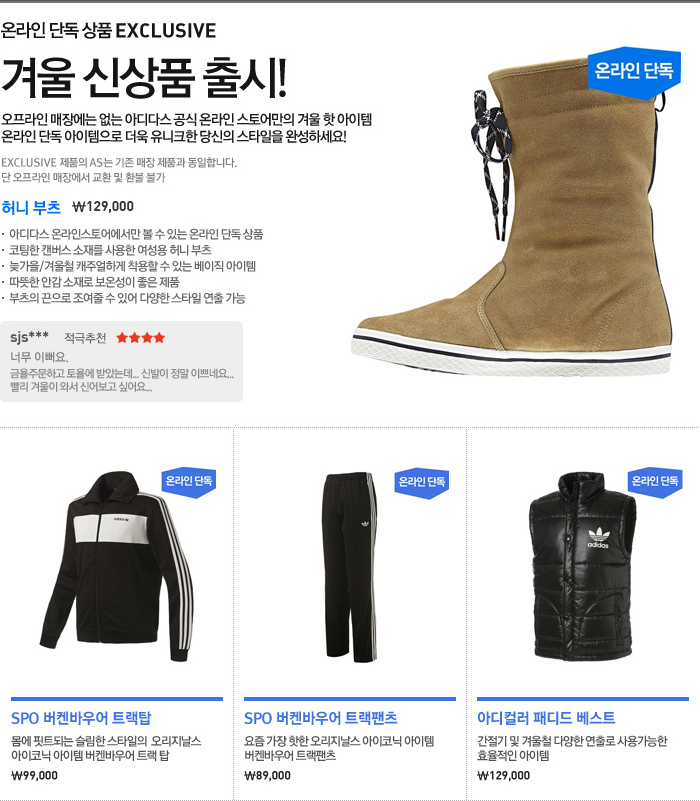 온라인 단독 상품 EXCLUSIVE
겨울 신상품 출시!
온라인 단독
오프라인 매장에는 없는 아디다스 공식 온라인 스토어만의 겨울 핫 아이템
온라인 단독 아이템으로 더욱 유니크한 당신의 스타일을 완성하세요!
EXCLUSIVE 제품의 AS는 기존 매장 제품과 동일합니다.
단 오프라인 매장에서 교환 및 환불 불가
허니 부츠 ₩129,000
· 아디다스 온라인스토어에서만 볼 수 있는 온라인 단독 상품
· 코팅한 캔버스 소재를 사용한 여성용 허니 부츠
· 늦가을/겨울철 캐주얼하게 착용할 수 있는 베이직 아이템
· 따뜻한 안감 소재로 보온성이 좋은 제품
· 부츠의 끈으로 조여줄 수 있어 다양한 스타일 연출 가능
sjs*** 적극추천 ★★★★
너무 이뻐요.
금욜주문하고 토욜에 받았는데... 신발이 정말 이쁘네요...
빨리 겨울이 와서 신어보고 싶어요...
온라인 단독
온라인 단독
온라인 단독
adidas
SPO 버켄바우어 트랙탑
몸에 핏트되는 슬림한 스타일의 오리지날스
아이코닉 아이템 버켄바우어 트랙 탑
₩99,000
SPO 버켄바우어 트랙팬츠
요즘 가장 핫한 오리지날스 아이코닉 아이템
버켄바우어 트랙팬츠
₩89,000
아디컬러 패디드 베스트
간절기 및 겨울철 다양한 연출로 사용가능한
효율적인 아이템
₩129,000